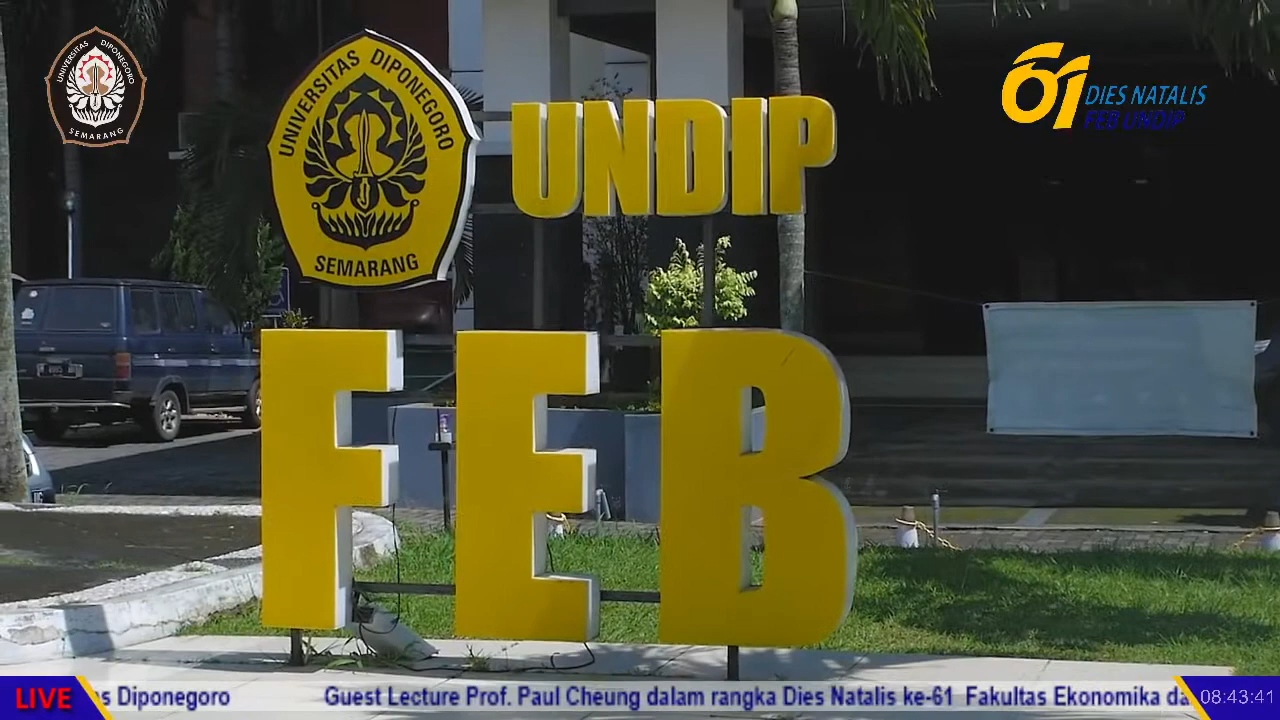 UNIVERSITAS DIPONEGORO
SEMARANG
UNIVERSITAS DIPONEGORO
SEMARANG
UNDIP
61 DIES NATALIS
FEB UNDIP
FEB
LIVE
as Diponegoro Guest Lecture Prof. Paul Cheung dalam rangka Dies Natalis ke-61 Fakultas Ekonomika da
08:43:41